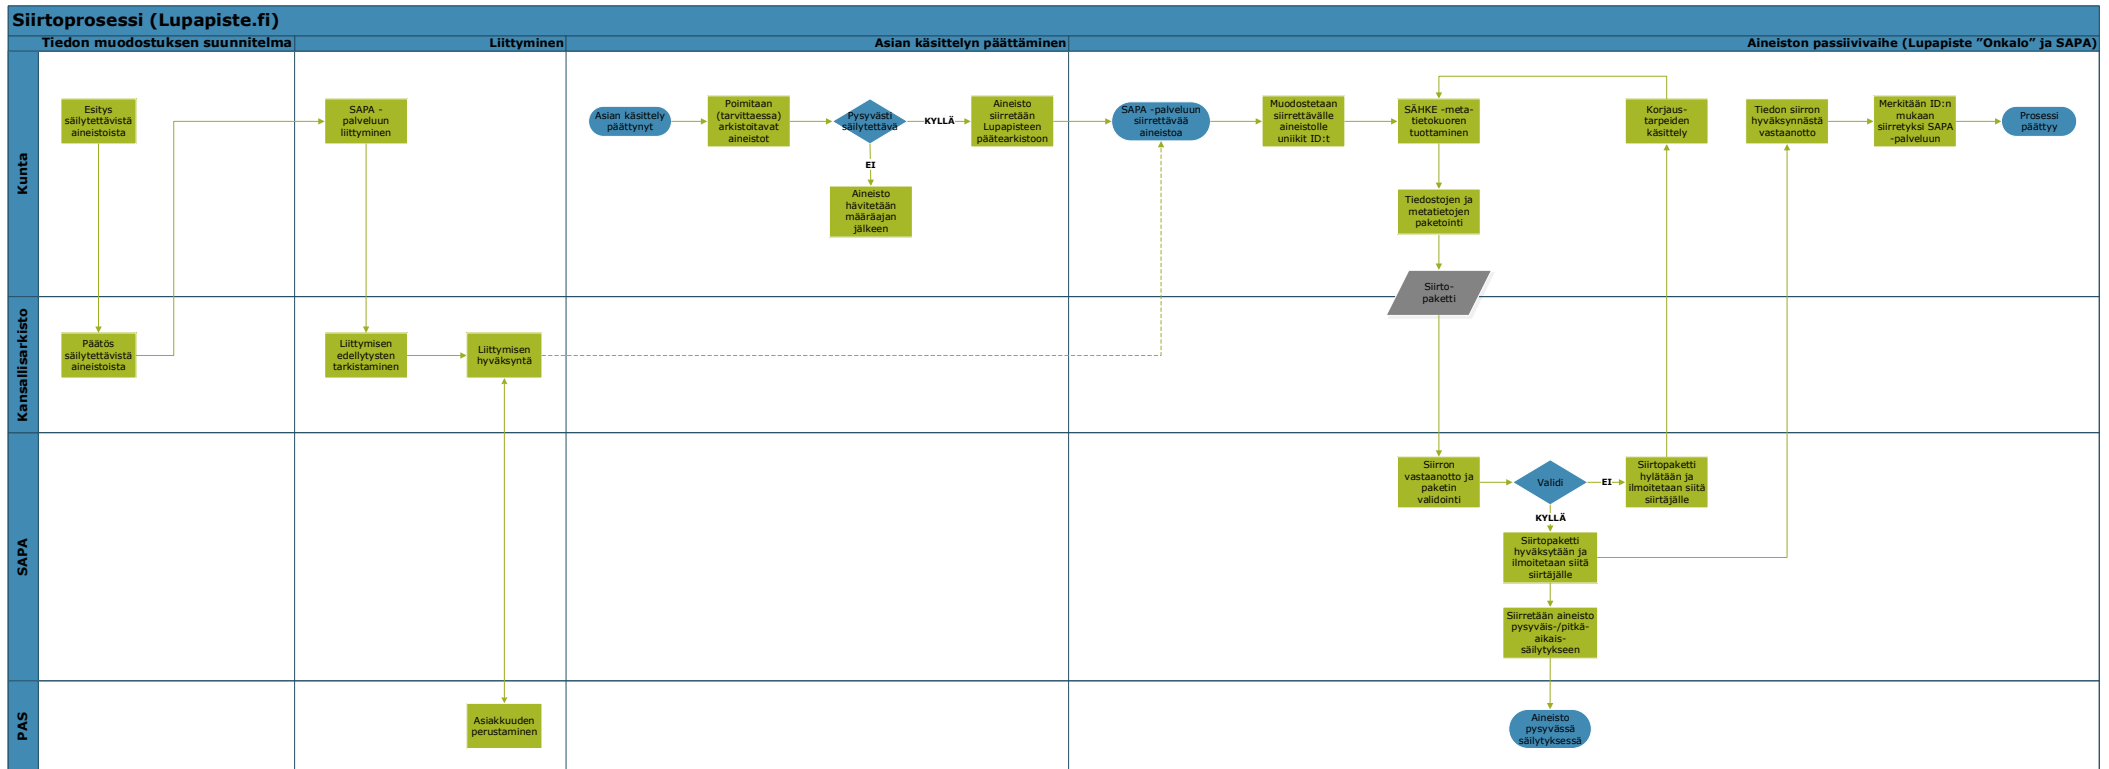 Siirtoprosessi (Lupapiste.fi)
Tiedon muodostuksen suunnitelma
Liittyminen
Asian käsittelyn päättäminen
Aineiston passiivivaihe (Lupapiste ”Onkalo” ja SAPA)
Kunta
Esitys
säilytettävistä
aineistoista
SAPA -
palveluun
liittyminen
Asian käsittely
päättynyt
Poimitaan
(tarvittaessa)
arkistoitavat
aineistot
Pysyvästi
säilytettävä
KYLLÄ
EI
Aineisto
hävitetään
määräajan
jälkeen
Aineisto
siirretään
Lupapisteen
päätearkistoon
SAPA -palveluun
siirrettävää
aineistoa
Muodostetaan
siirrettävälle
aineistolle
uniikit ID:t
SÄHKE -meta-
tietokuoren
tuottaminen
Tiedostojen ja
metatietojen
paketointi
Siirto-
paketti
Korjaus-
tarpeiden
käsittely
Tiedon siirron
hyväksynnästä
vastaanotto
Merkitään ID:n
mukaan
siirretyksi SAPA
-palveluun
Prosessi
päättyy
Kansallisarkisto
Päätös
säilytettävistä
aineistoista
Liittymisen
edellytysten
tarkistaminen
Liittymisen
hyväksyntä
SAPA
Siirron
vastaanotto ja
paketin
validointi
Validi
EI
KYLLÄ
Siirtopaketti
hylätään ja
ilmoitetaan siitä
siirtäjälle
Siirtopaketti
hyväksytään ja
ilmoitetaan siitä
siirtäjälle
Siirretään aineisto
pysyväis-/pitkä-
aikais-
säilytykseen
PAS
Asiakkuuden
perustaminen
Aineisto
pysyvässä
säilytyksessä